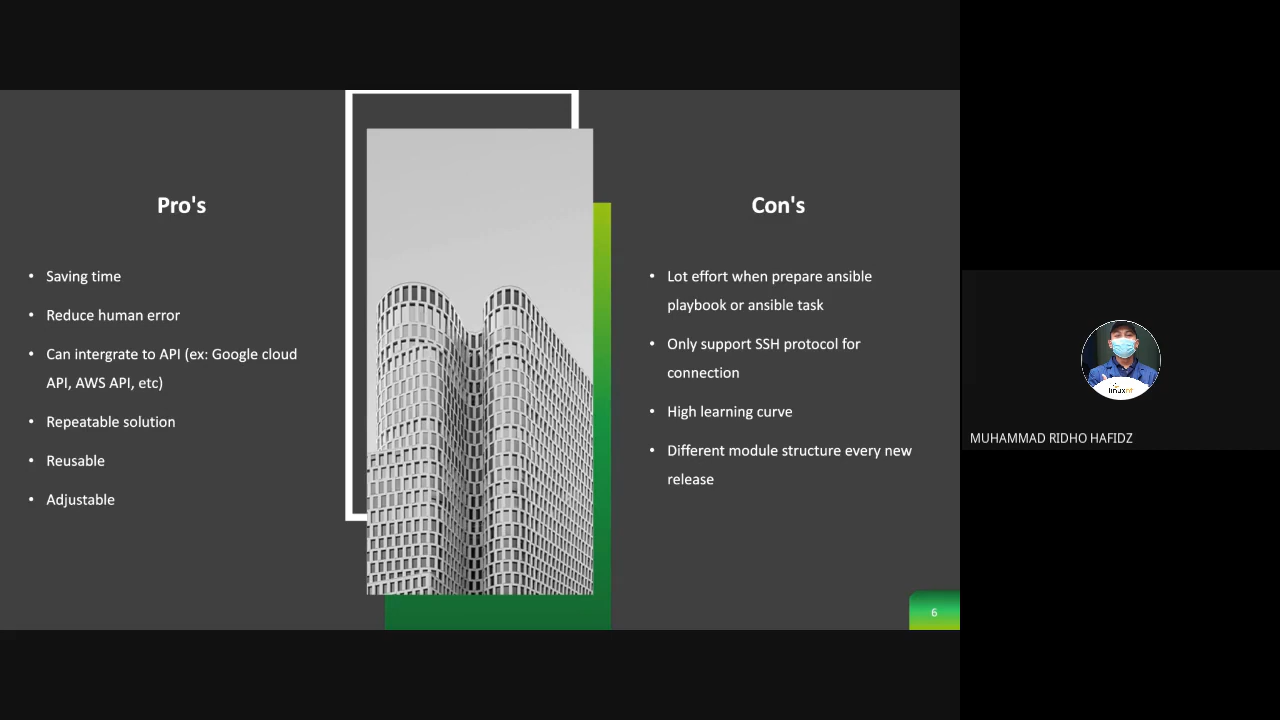 Pro's
• Saving time
• Reduce human error
• Can intergrate to API (ex: Google cloud
API, AWS API, etc)
• Repeatable solution
• Reusable
• Adjustable
Con's
• Lot effort when prepare ansible
playbook or ansible task
• Only support SSH protocol for
connection
• High learning curve
• Different module structure every new
release
6
linuxnt
MUHAMMAD RIDHO HAFIDZ